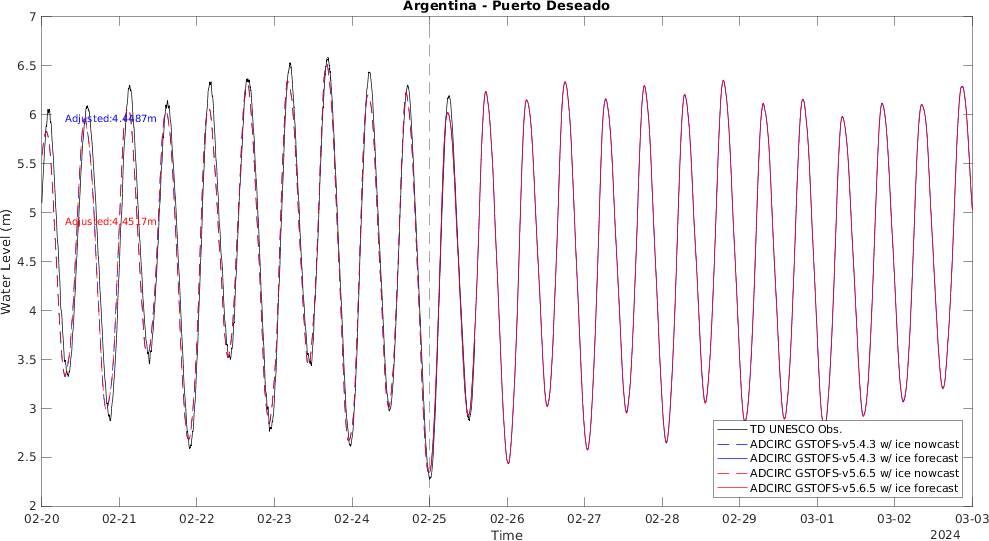 Argentina - Puerto Deseado
7
6.5
6
5.5
5
4.5
4
3.5
3
2.5
2
Water Level (m)
Adjusted:4.4487m
Adjusted:4.4517m
TD UNESCO Obs.
ADCIRC GSTOFS-v5.4.3 w/ ice nowcast
ADCIRC GSTOFS-v5.4.3 w/ ice forecast
ADCIRC GSTOFS-v5.6.5 w/ ice nowcast
ADCIRC GSTOFS-v5.6.5 w/ ice forecast
02-20 02-21 02-22 02-23 02-24 02-25 02-26 02-27 02-28 02-29 03-01 03-02 03-03
Time
2024